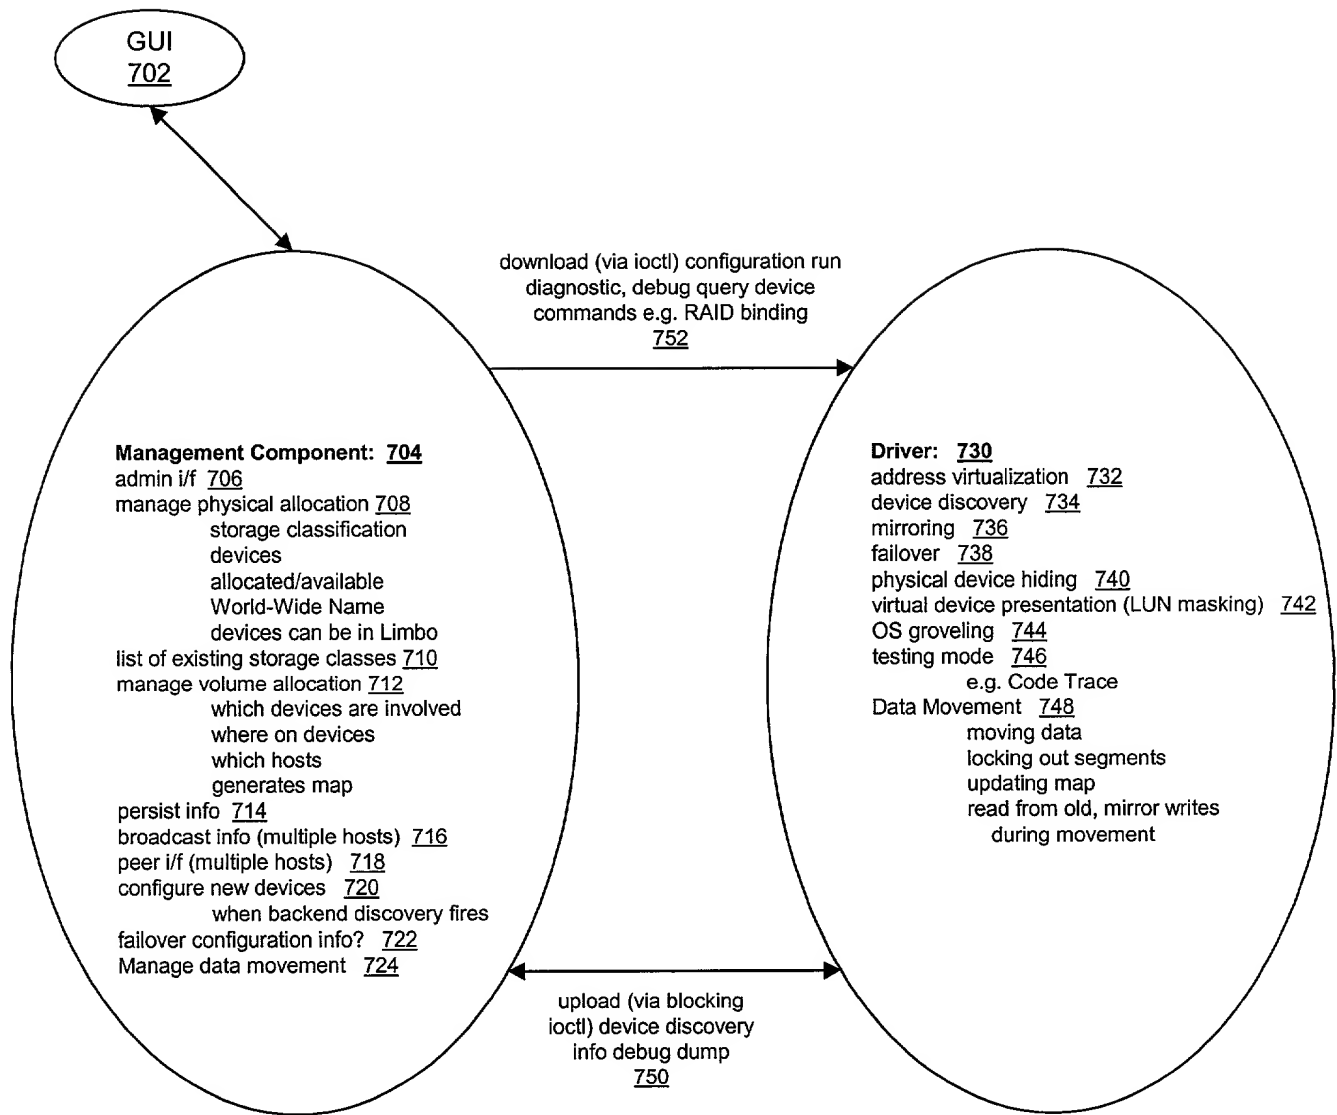 GUI
702
download (via ioctl) configuration run
diagnostic, debug query device
commands e.g. RAID binding
752
Management Component: 704
admin i/f 706
manage physical allocation 708
storage classification
devices
allocated/available
World-Wide Name
devices can be in Limbo
list of existing storage classes 710
manage volume allocation 712
which devices are involved
where on devices
which hosts
generates map
persist info 714
broadcast info (multiple hosts) 716
peer i/f (multiple hosts) 718
configure new devices 720
when backend discovery fires
failover configuration info? 722
Manage data movement 724
Driver: 730
address virtualization 732
device discovery 734
mirroring 736
failover 738
physical device hiding 740
virtual device presentation (LUN masking) 742
OS groveling 744
testing mode 746
e.g. Code Trace
Data Movement 748
moving data
locking out segments
updating map
read from old, mirror writes
during movement
upload (via blocking
ioctl) device discovery
info debug dump
750